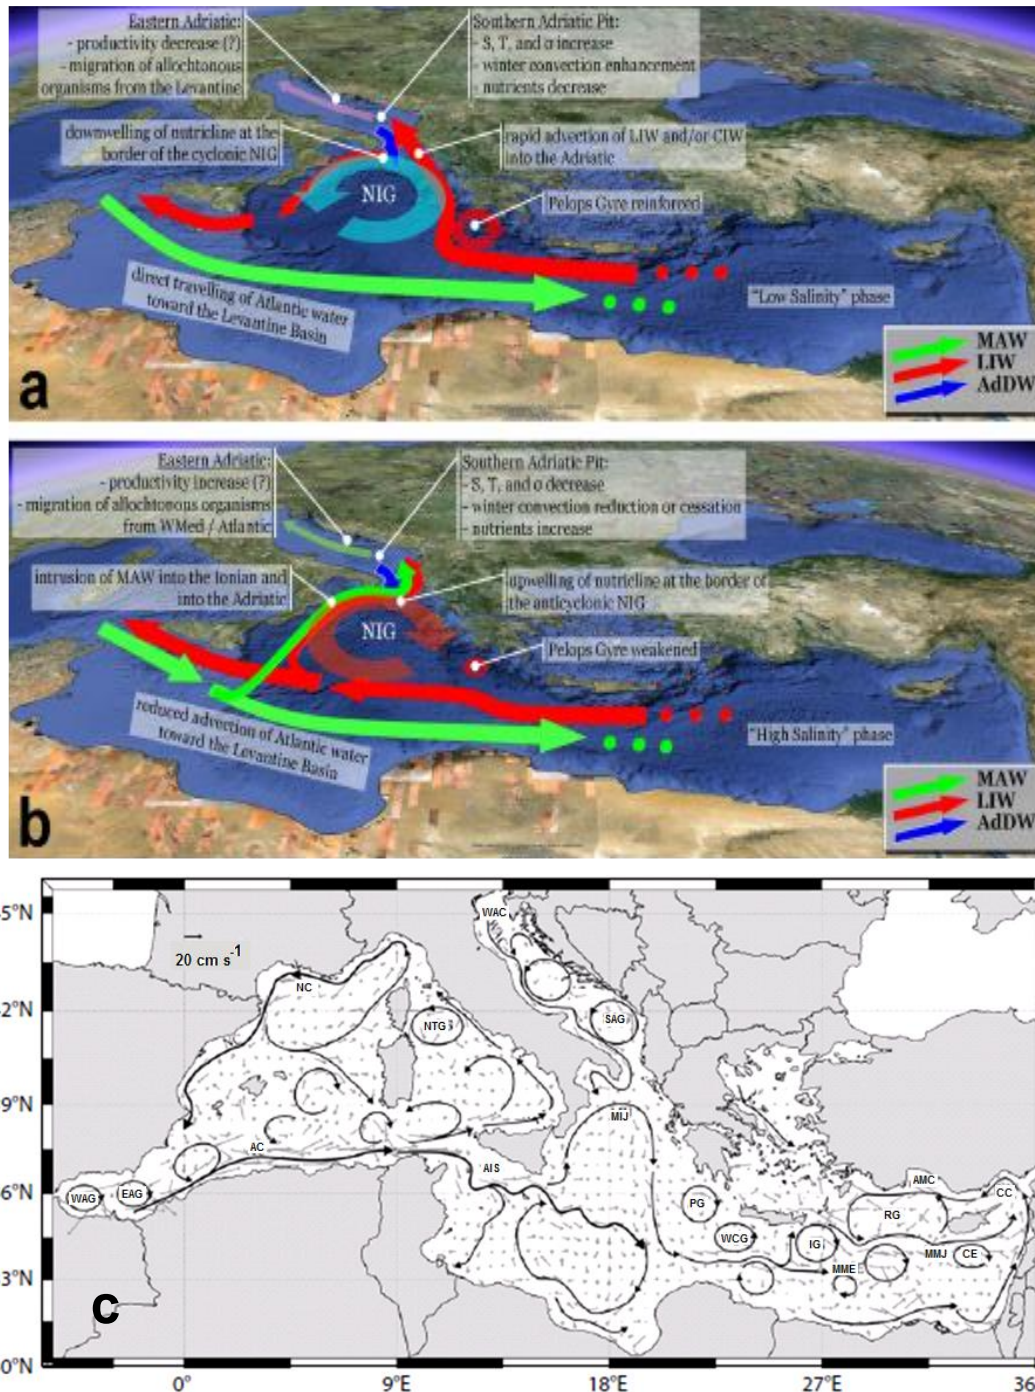 Eastern Adriatic:
- productivity decrease (?)
- migration of allochtonous
organisms from the Levantine
Southern Adriatic Pit:
- S, T, and σ increase
- winter convection enhancement
- nutrients decrease
downwelling of nutricline at the
border of the cyclonic NIG
rapid advection of LIW and/or CIW
into the Adriatic
NIG
Pelops Gyre reinforced
direct travelling of Atlantic water
toward the Levantine Basin
"Low Salinity" phase
MAW
LIW
AdDW
a
Eastern Adriatic:
- productivity increase (?)
- migration of allochtonous organisms
from WMed / Atlantic
Southern Adriatic Pit:
- S, T, and σ decrease
- winter convection reduction or cessation
- nutrients increase
intrusion of MAW into the Ionian and
into the Adriatic
upwelling of nutricline at the border of
the anticyclonic NIG
NIG
Pelops Gyre weakened
reduced advection of Atlantic water
toward the Levantine Basin
"High Salinity" phase
MAW
LIW
AdDW
b
5°N
2°N
9°N
6°N
3°N
0°N
20 cm s-1
WAC
NC
NTG
SAG
MIJ
AC
AIS
WAG
EAG
PG
WCG
IG
MME
RG
AMC
CC
MMJ
CE
c
0°
9°E
18°E
27°E
36